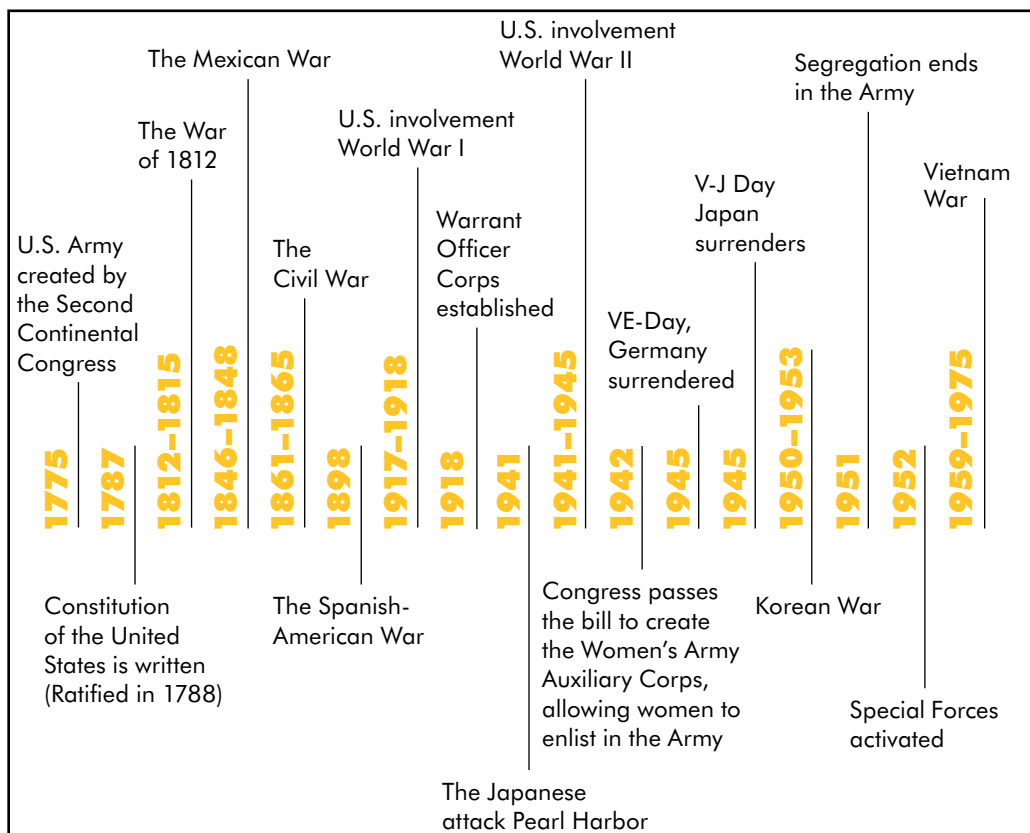 U.S. Army
created by
the Second
Continental
Congress
1775
1787
Constitution
of the United
States is written
(Ratified in 1788)
The War
of 1812
1812–1815
The Mexican War
1846–1848
The
Civil War
1861–1865
1898
The Spanish-
American War
U.S. involvement
World War I
1917–1918
Warrant
Officer
Corps
established
1918
1941
The Japanese
attack Pearl Harbor
U.S. involvement
World War II
1941–1945
1942
Congress passes
the bill to create
the Women’s Army
Auxiliary Corps,
allowing women to
enlist in the Army
VE-Day,
Germany
surrendered
1945
V-J Day
Japan
surrenders
1945
1950–1953
Korean War
Segregation ends
in the Army
1951
1952
Special Forces
activated
Vietnam
War
1959–1975